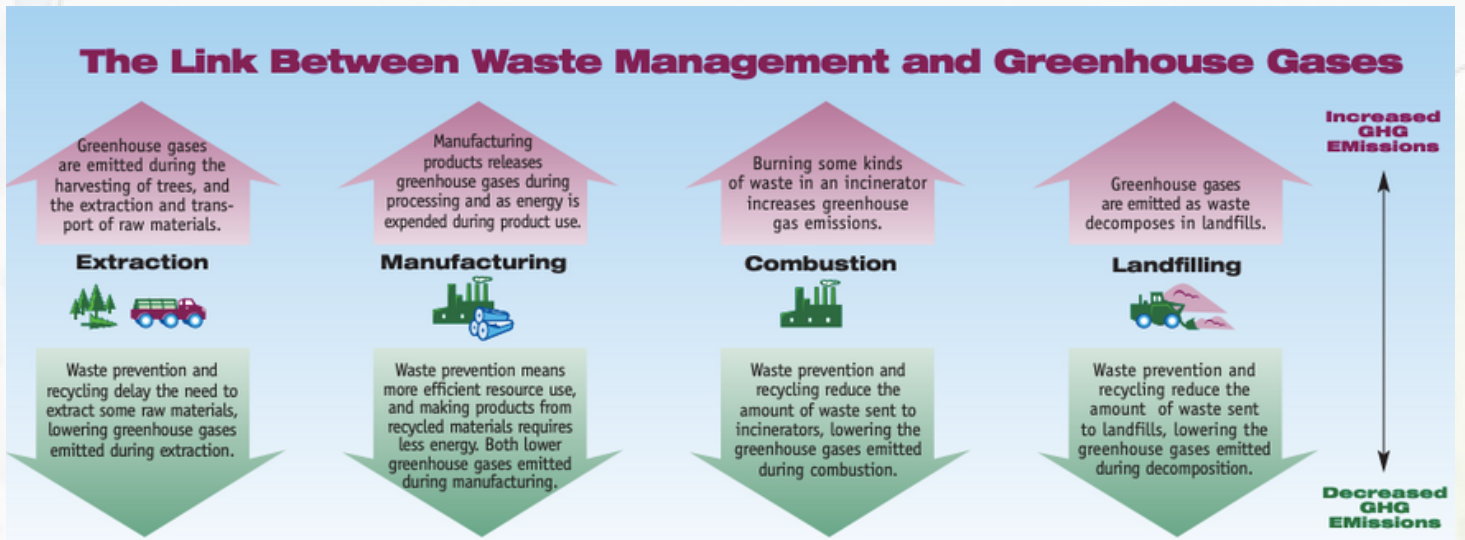 The Link Between Waste Management and Greenhouse Gases
Greenhouse gases
are emitted during the
harvesting of trees, and
the extraction and trans-
port of raw materials.
Manufacturing
products releases
greenhouse gases during
processing and as energy is
expended during product use.
Burning some kinds
of waste in an incinerator
increases greenhouse
gas emissions.
Greenhouse gases
are emitted as waste
decomposes in landfills.
Increased
GHG
EMissions
Extraction
Manufacturing
Combustion
Landfilling
Waste prevention and
recycling delay the need to
extract some raw materials,
lowering greenhouse gases
emitted during extraction.
Waste prevention means
more efficient resource use,
and making products from
recycled materials requires
less energy. Both lower
greenhouse gases emitted
during manufacturing.
Waste prevention and
recycling reduce the
amount of waste sent to
incinerators, lowering the
greenhouse gases emitted
during combustion.
Waste prevention and
recycling reduce the
amount of waste sent
to landfills, lowering the
greenhouse gases emitted
during decomposition.
Decreased
GHG
EMissions